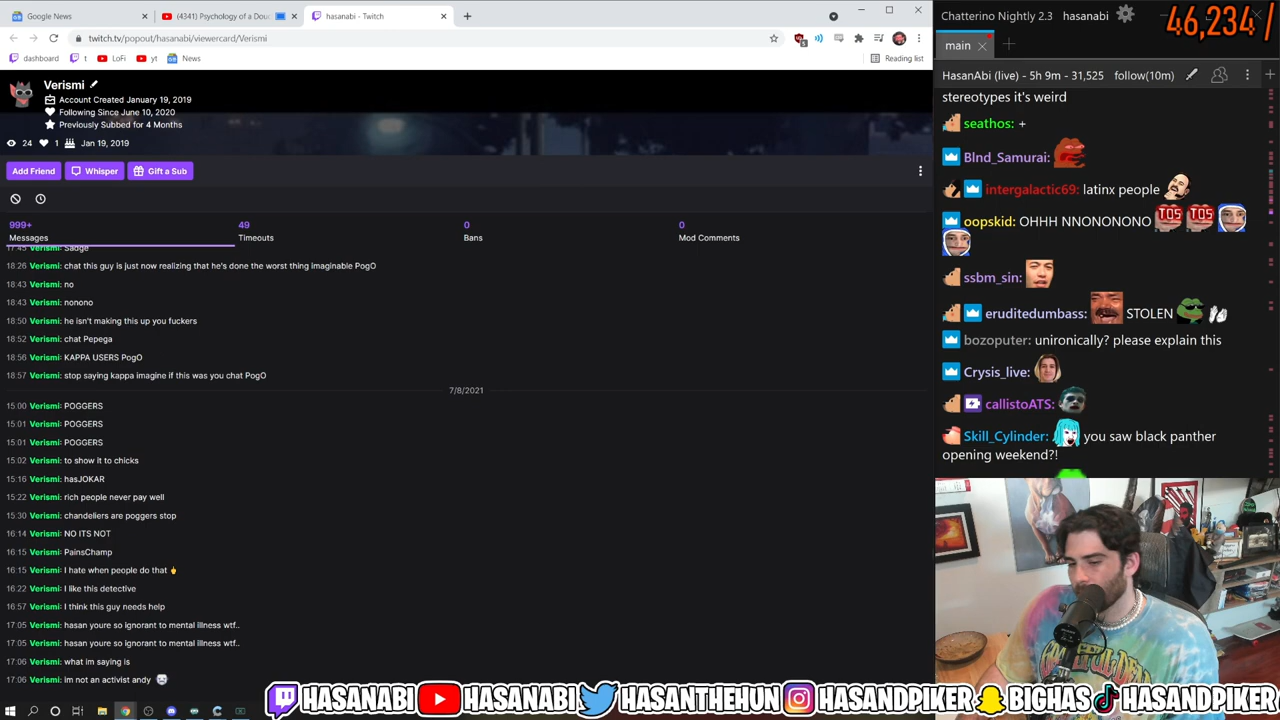 Google News
(4341) Psychology of a Dou
hasanabi - Twitch
twitch.tv/popout/hasanabi/viewercard/Verismi
dashboard
t
LoFi
yt
News
Reading list
Verismi
Account Created January 19, 2019
Following Since June 10, 2020
Previously Subbed for 4 Months
24 1 Jan 19, 2019
Add Friend
Whisper
Gift a Sub
999+ 49 0 0
Messages Timeouts Bans Mod Comments
17:45 Verismi: Sadge
18:26 Verismi: chat this guy is just now realizing that he's done the worst thing imaginable PogO
18:43 Verismi: no
18:43 Verismi: nonono
18:50 Verismi: he isn't making this up you fuckers
18:52 Verismi: chat Pepega
18:56 Verismi: KAPPA USERS PogO
18:57 Verismi: stop saying kappa imagine if this was you chat PogO
7/8/2021
15:00 Verismi: POGGERS
15:01 Verismi: POGGERS
15:01 Verismi: POGGERS
15:02 Verismi: to show it to chicks
15:16 Verismi: hasJOKAR
15:22 Verismi: rich people never pay well
15:30 Verismi: chandeliers are poggers stop
16:14 Verismi: NO ITS NOT
16:15 Verismi: PainsChamp
16:15 Verismi: I hate when people do that
16:22 Verismi: I like this detective
16:57 Verismi: I think this guy needs help
17:05 Verismi: hasan youre so ignorant to mental illness wtf..
17:05 Verismi: hasan youre so ignorant to mental illness wtf..
17:06 Verismi: what im saying is
17:06 Verismi: im not an activist andy
Chatterino Nightly 2.3 hasanabi
46,234 /
main
HasanAbi (live) - 5h 9m - 31,525 follow(10m)
stereotypes it's weird
seathos: +
Blnd_Samurai:
intergalactic69: latinx people
oopskid: OHHH NNONONONO TOS TOS
ssbm_sin:
eruditedumbass: STOLEN
bozoputer: unironically? please explain this
Crysis_live:
callistoATS:
Skill_Cylinder: you saw black panther
opening weekend?!
HASANABI HASANABI HASANTHEHUN HASANDPIKER BIGHAS HASANDPIKER